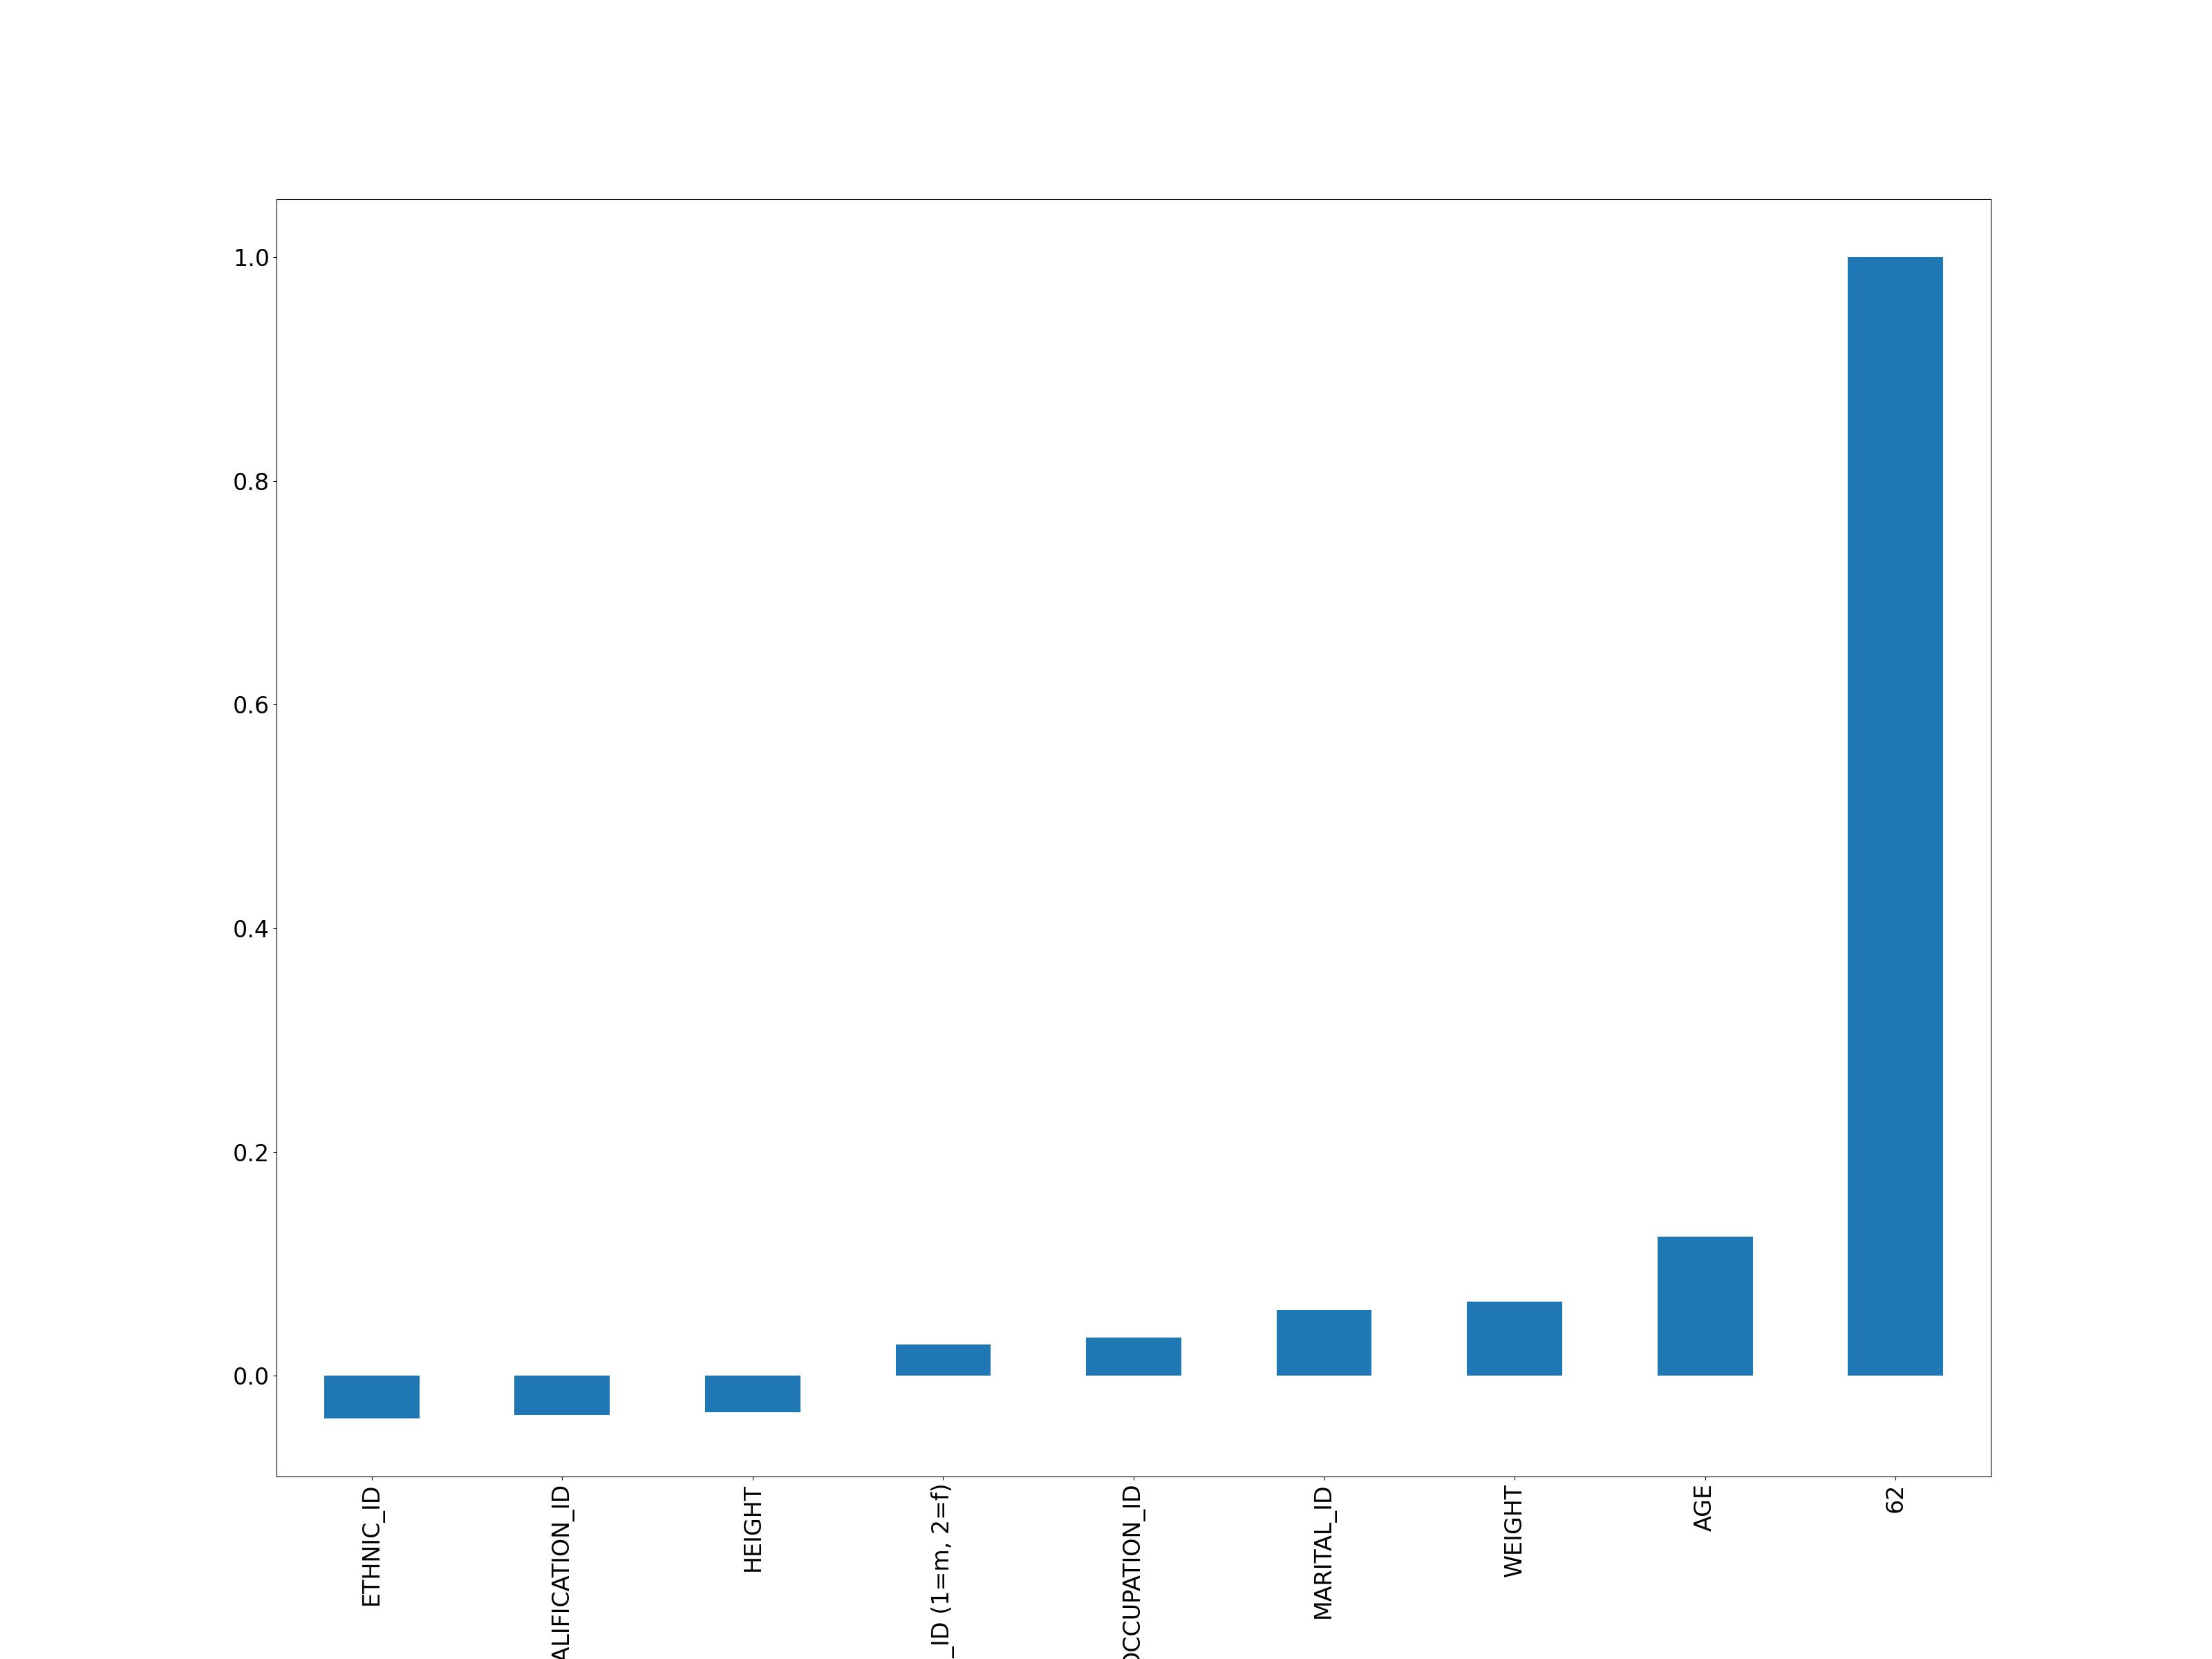 1.0
0.8
0.6
0.4
0.2
0.0
ETHNIC_ID
ALIFICATION_ID
HEIGHT
_ID (1=m, 2=f)
OCCUPATION_ID
MARITAL_ID
WEIGHT
AGE
62